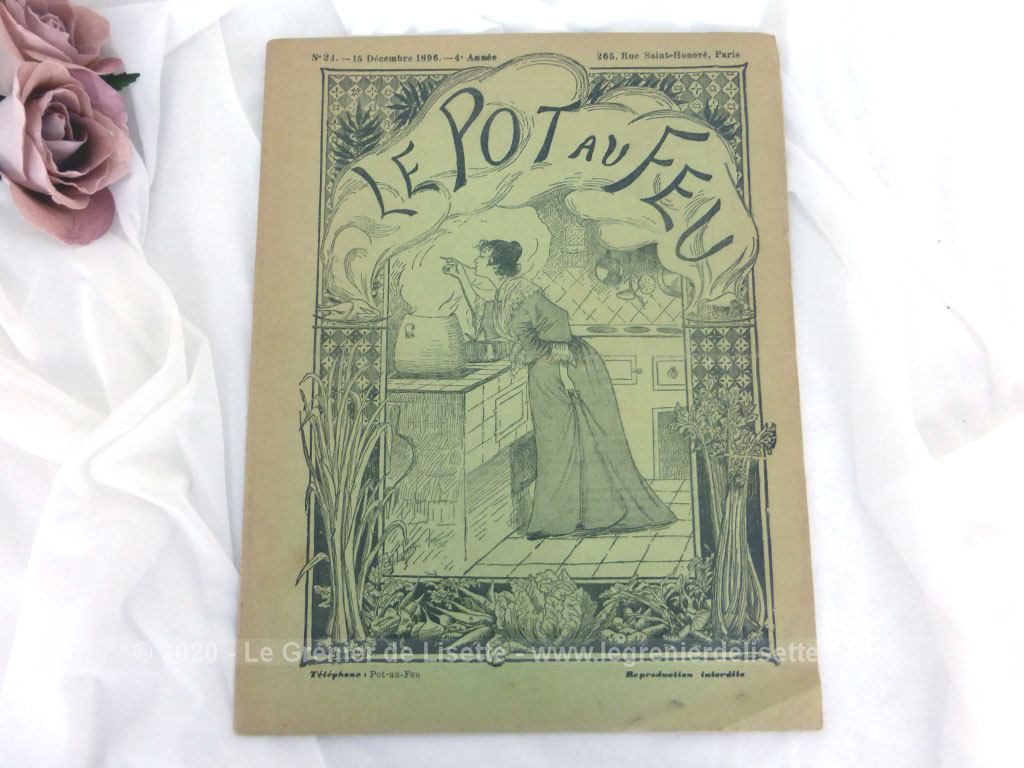 Nº 24. — 15 Décembre 1896. — 4e Année 265, Rue Saint-Honoré, Paris
LE POT AU FEU
© 2020 - Le Grenier de Lisette - www.legrenierdelisette
Téléphone : Pot-au-Feu Reproduction interdite